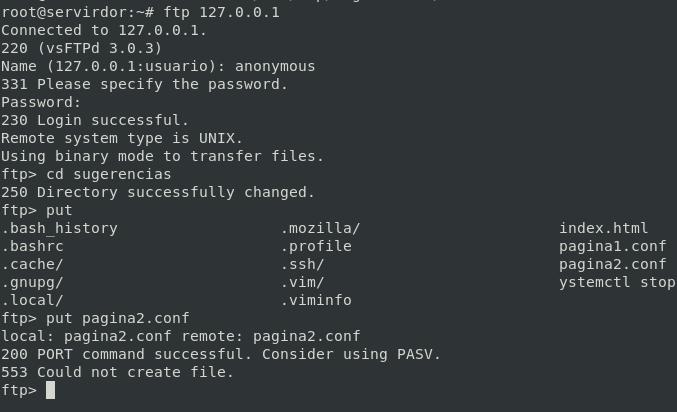 root@servirdor:~# ftp 127.0.0.1
Connected to 127.0.0.1.
220 (vsFTPd 3.0.3)
Name (127.0.0.1:usuario): anonymous
331 Please specify the password.
Password:
230 Login successful.
Remote system type is UNIX.
Using binary mode to transfer files.
ftp> cd sugerencias
250 Directory successfully changed.
ftp> put
.bash_history .mozilla/ index.html
.bashrc .profile pagina1.conf
.cache/ .ssh/ pagina2.conf
.gnupg/ .vim/ ystemctl stop
.local/ .viminfo
ftp> put pagina2.conf
local: pagina2.conf remote: pagina2.conf
200 PORT command successful. Consider using PASV.
553 Could not create file.
ftp>